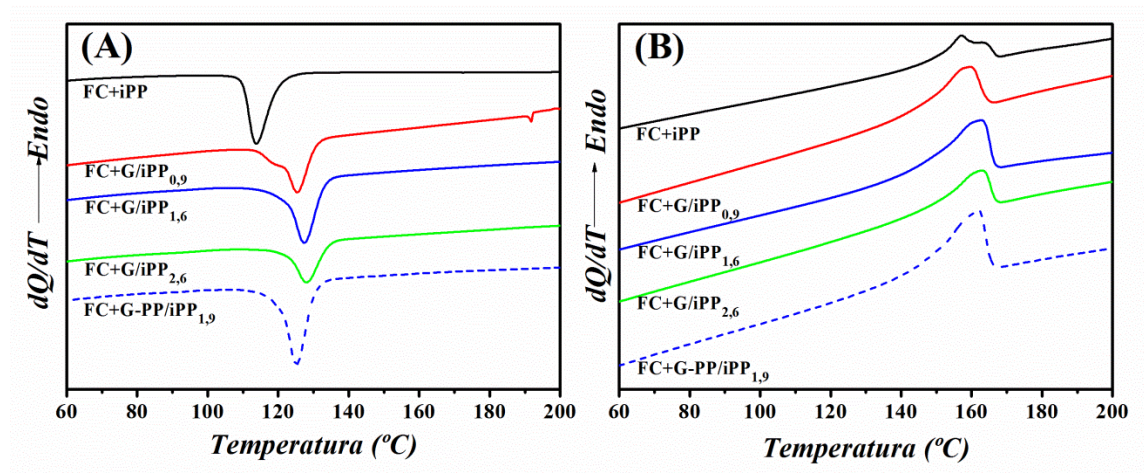 (A)
dQ/dT → Endo
FC+iPP
FC+G/iPP0,9
FC+G/iPP1,6
FC+G/iPP2,6
FC+G-PP/iPP1,9
60 80 100 120 140 160 180 200
Temperatura (ºC)
(B)
dQ/dT → Endo
FC+iPP
FC+G/iPP0,9
FC+G/iPP1,6
FC+G/iPP2,6
FC+G-PP/iPP1,9
60 80 100 120 140 160 180 200
Temperatura (ºC)